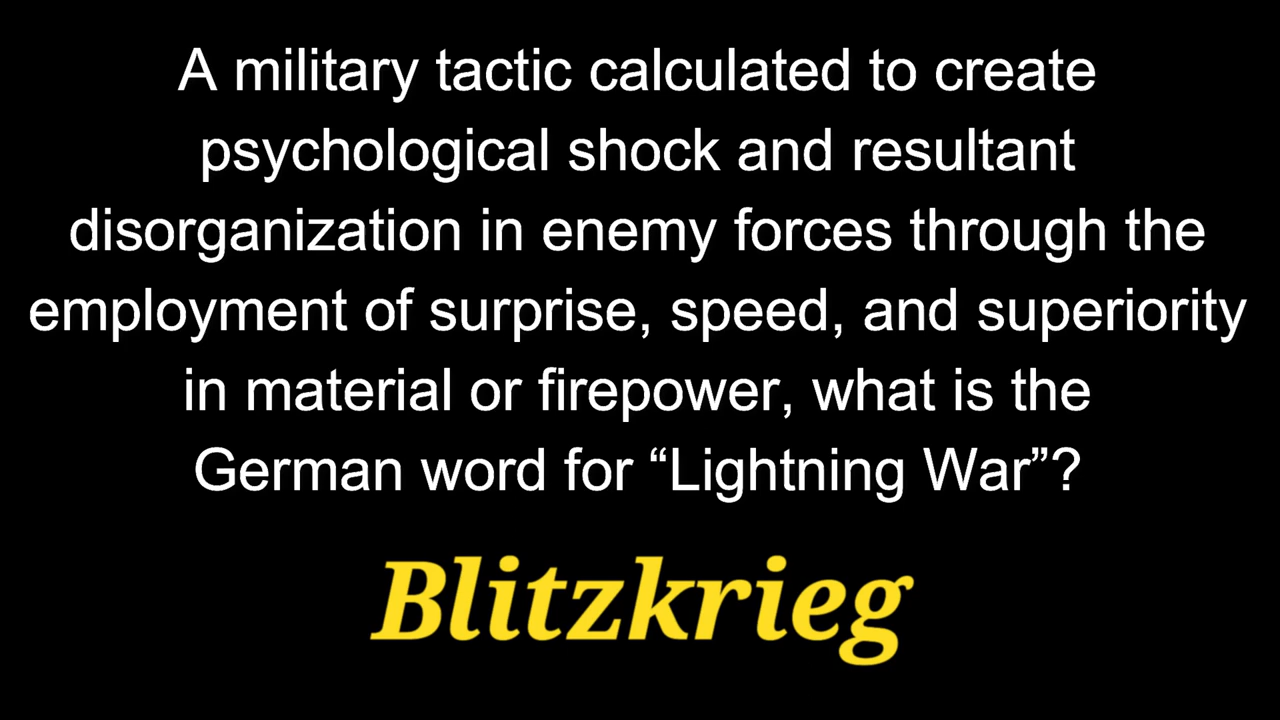 A military tactic calculated to create
psychological shock and resultant
disorganization in enemy forces through the
employment of surprise, speed, and superiority
in material or firepower, what is the
German word for “Lightning War”?
Blitzkrieg